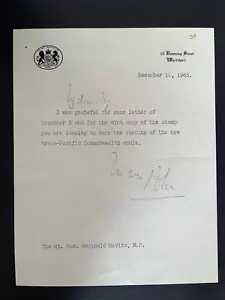 10 Downing Street
Whitehall
December 10, 1963.
I was grateful for your letter of
December 5 and for the gift copy of the stamp
you are issuing to mark the opening of the new
trans-Pacific Commonwealth cable.
The Rt. Hon. Reginald Bevins, M.P.